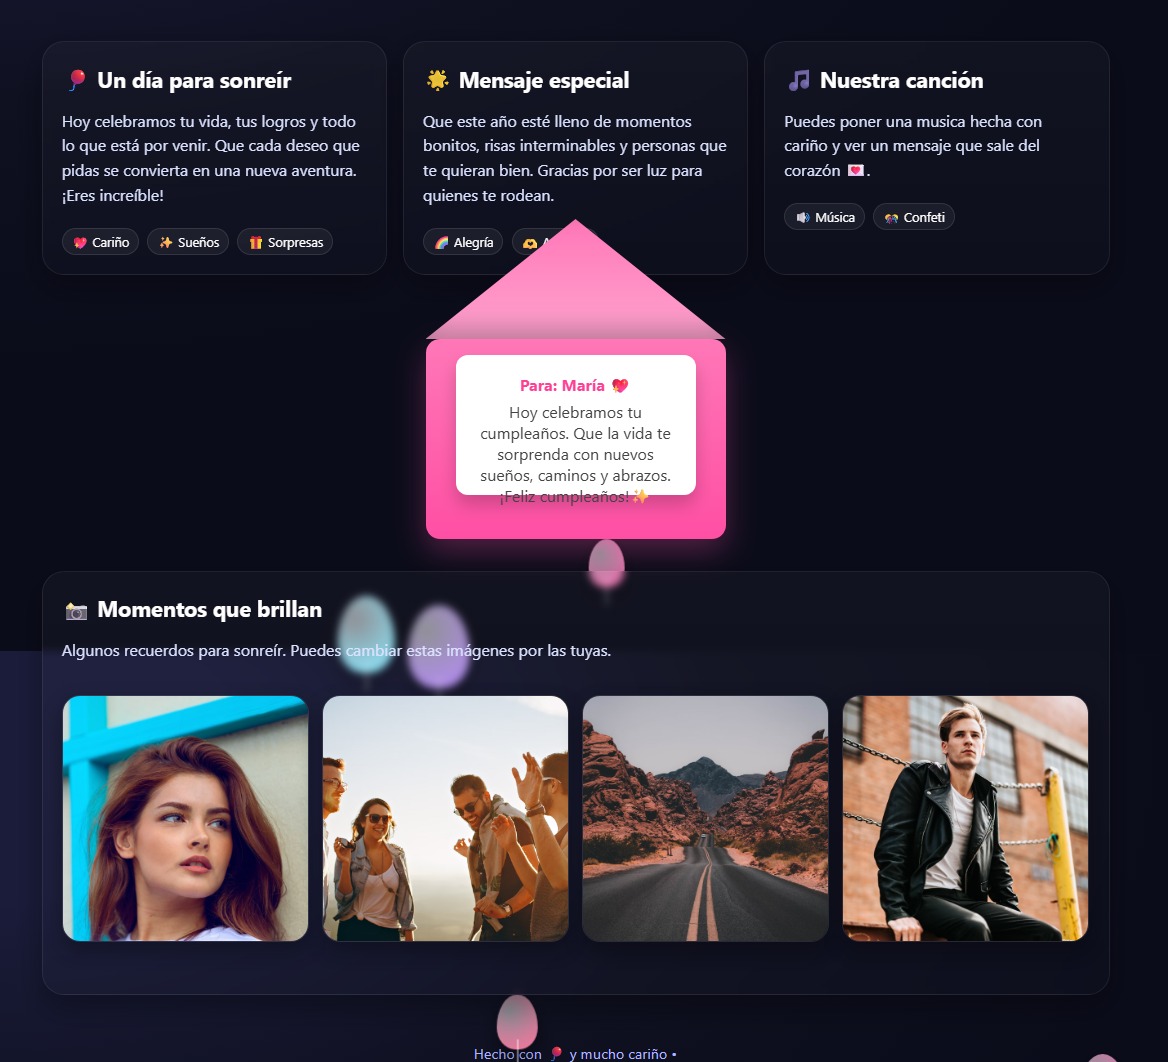 Un día para sonreír
Hoy celebramos tu vida, tus logros y todo
lo que está por venir. Que cada deseo que
pidas se convierta en una nueva aventura.
¡Eres increíble!
💖 Cariño
✨ Sueños
🎁 Sorpresas
Mensaje especial
Que este año esté lleno de momentos
bonitos, risas interminables y personas que
te quieran bien. Gracias por ser luz para
quienes te rodean.
🌈 Alegría
Nuestra canción
Puedes poner una musica hecha con
cariño y ver un mensaje que sale del
corazón 💌.
🔊 Música
🎊 Confeti
Para: María 💖
Hoy celebramos tu
cumpleaños. Que la vida te
sorprenda con nuevos
sueños, caminos y abrazos.
¡Feliz cumpleaños!✨
Momentos que brillan
Algunos recuerdos para sonreír. Puedes cambiar estas imágenes por las tuyas.
Hecho con 🎈 y mucho cariño •